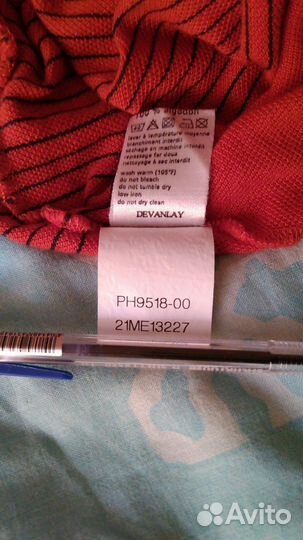 100 % algodon
laver à température moyenne
blanchiment interdit
séchage en machine interdit
repassage fer doux
nettoyage à sec interdit
wash warm (105°F)
do not bleach
do not tumble dry
low iron
do not dry clean
DEVANLAY
PH9518-00
21ME13227
Avito